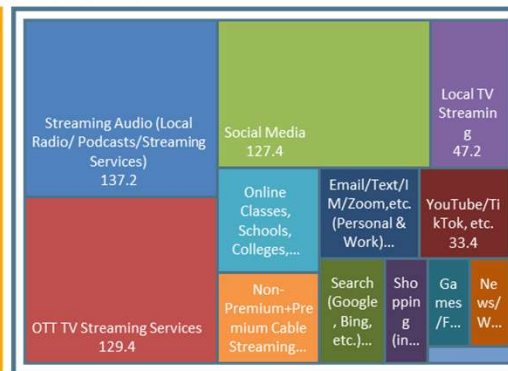 Streaming Audio (Local
Radio/ Podcasts/Streaming
Services)
137.2
OTT TV Streaming Services
129.4
Social Media
127.4
Local TV
Streamin
g
47.2
Online
Classes,
Schools,
Colleges,...
Email/Text/I
M/Zoom,etc.
(Personal &
Work)...
YouTube/Ti
kTok, etc.
33.4
Non-
Premium+Pre
mium Cable
Streaming...
Search
(Google
, Bing,
etc.)...
Sho
ppin
g
(in...
Ga
mes
/F...
Ne
ws/
W...